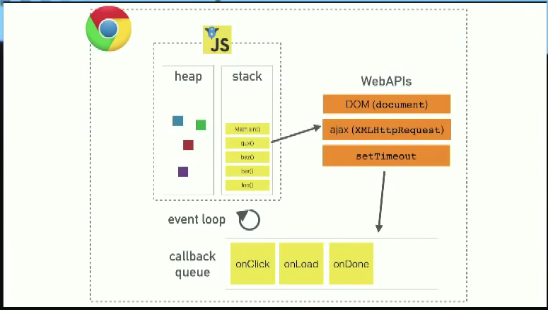 JS
heap
stack
WebAPIs
DOM (document)
ajax (XMLHttpRequest)
setTimeout
qux()
baz()
bar()
foo()
event loop
callback
queue
onClick
onLoad
onDone